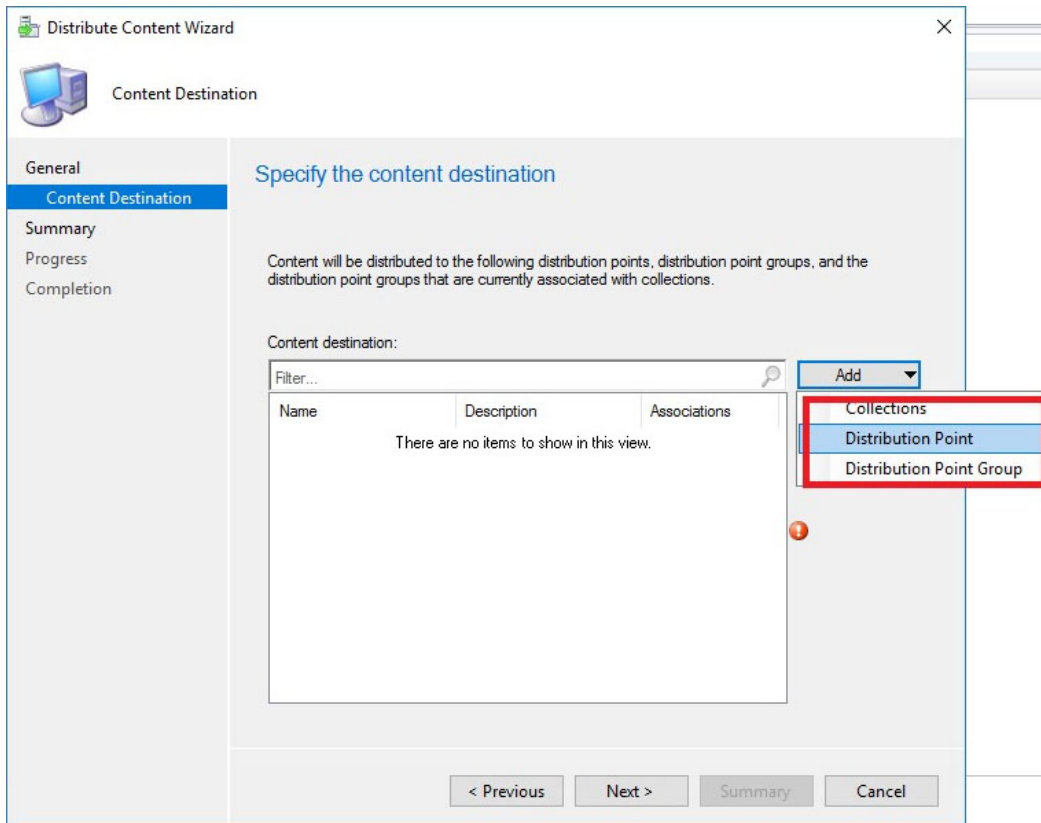 Distribute Content Wizard
Content Destination
General
Content Destination
Summary
Progress
Completion
Specify the content destination
Content will be distributed to the following distribution points, distribution point groups, and the
distribution point groups that are currently associated with collections.
Content destination:
Filter...
Add
Name Description Associations
There are no items to show in this view.
Collections
Distribution Point
Distribution Point Group
< Previous Next > Summary Cancel